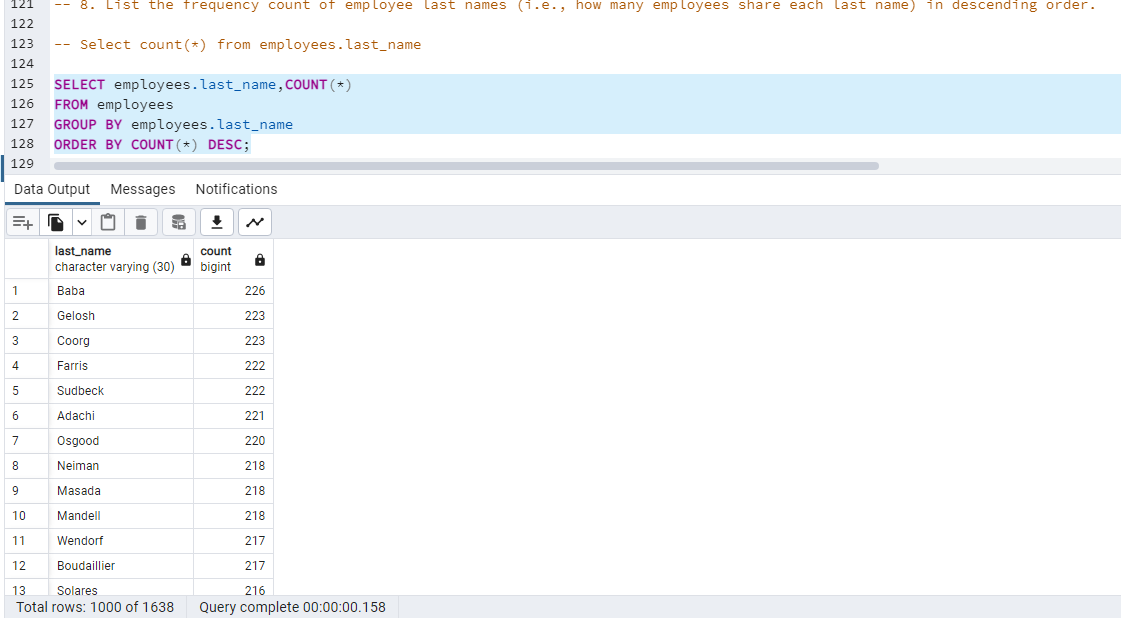 121 -- 8. List the frequency count of employee last names (i.e., how many employees share each last name) in descending order.
122
123 -- Select count(*) from employees.last_name
124
125 SELECT employees.last_name,COUNT(*)
126 FROM employees
127 GROUP BY employees.last_name
128 ORDER BY COUNT(*) DESC;
129
Data Output Messages Notifications
last_name count
character varying (30) bigint
1 Baba 226
2 Gelosh 223
3 Coorg 223
4 Farris 222
5 Sudbeck 222
6 Adachi 221
7 Osgood 220
8 Neiman 218
9 Masada 218
10 Mandell 218
11 Wendorf 217
12 Boudaillier 217
13 Solares 216
Total rows: 1000 of 1638 Query complete 00:00:00.158